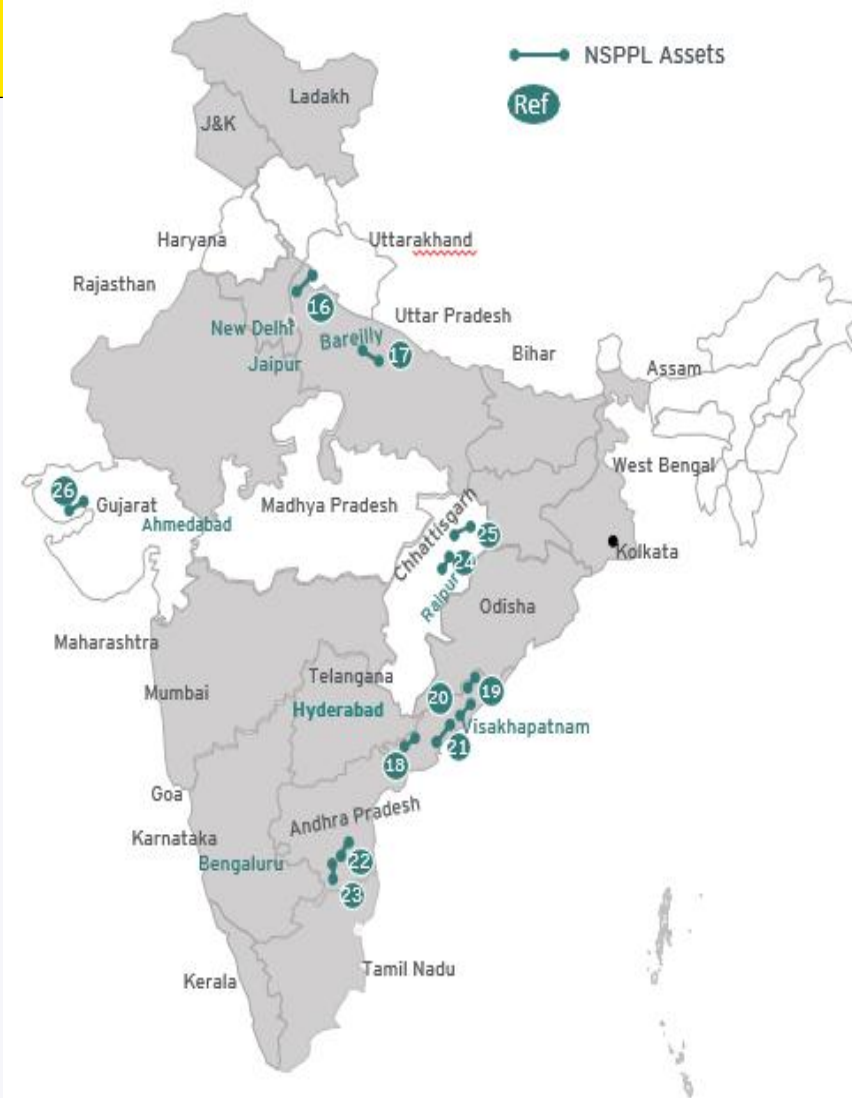 NSPPL Assets
Ref
Ladakh
J&K
Haryana
Uttarakhand
Rajasthan
16
Uttar Pradesh
New Delhi
Bareilly
17
Jaipur
Bihar
Assam
West Bengal
26
Gujarat
Madhya Pradesh
Ahmedabad
Chhattisgarh
25
Kolkata
24
Raipur
Odisha
Maharashtra
Telangana
Mumbai
20
19
Hyderabad
Visakhapatnam
21
18
Goa
Andhra Pradesh
Karnataka
Bengaluru
22
23
Tamil Nadu
Kerala